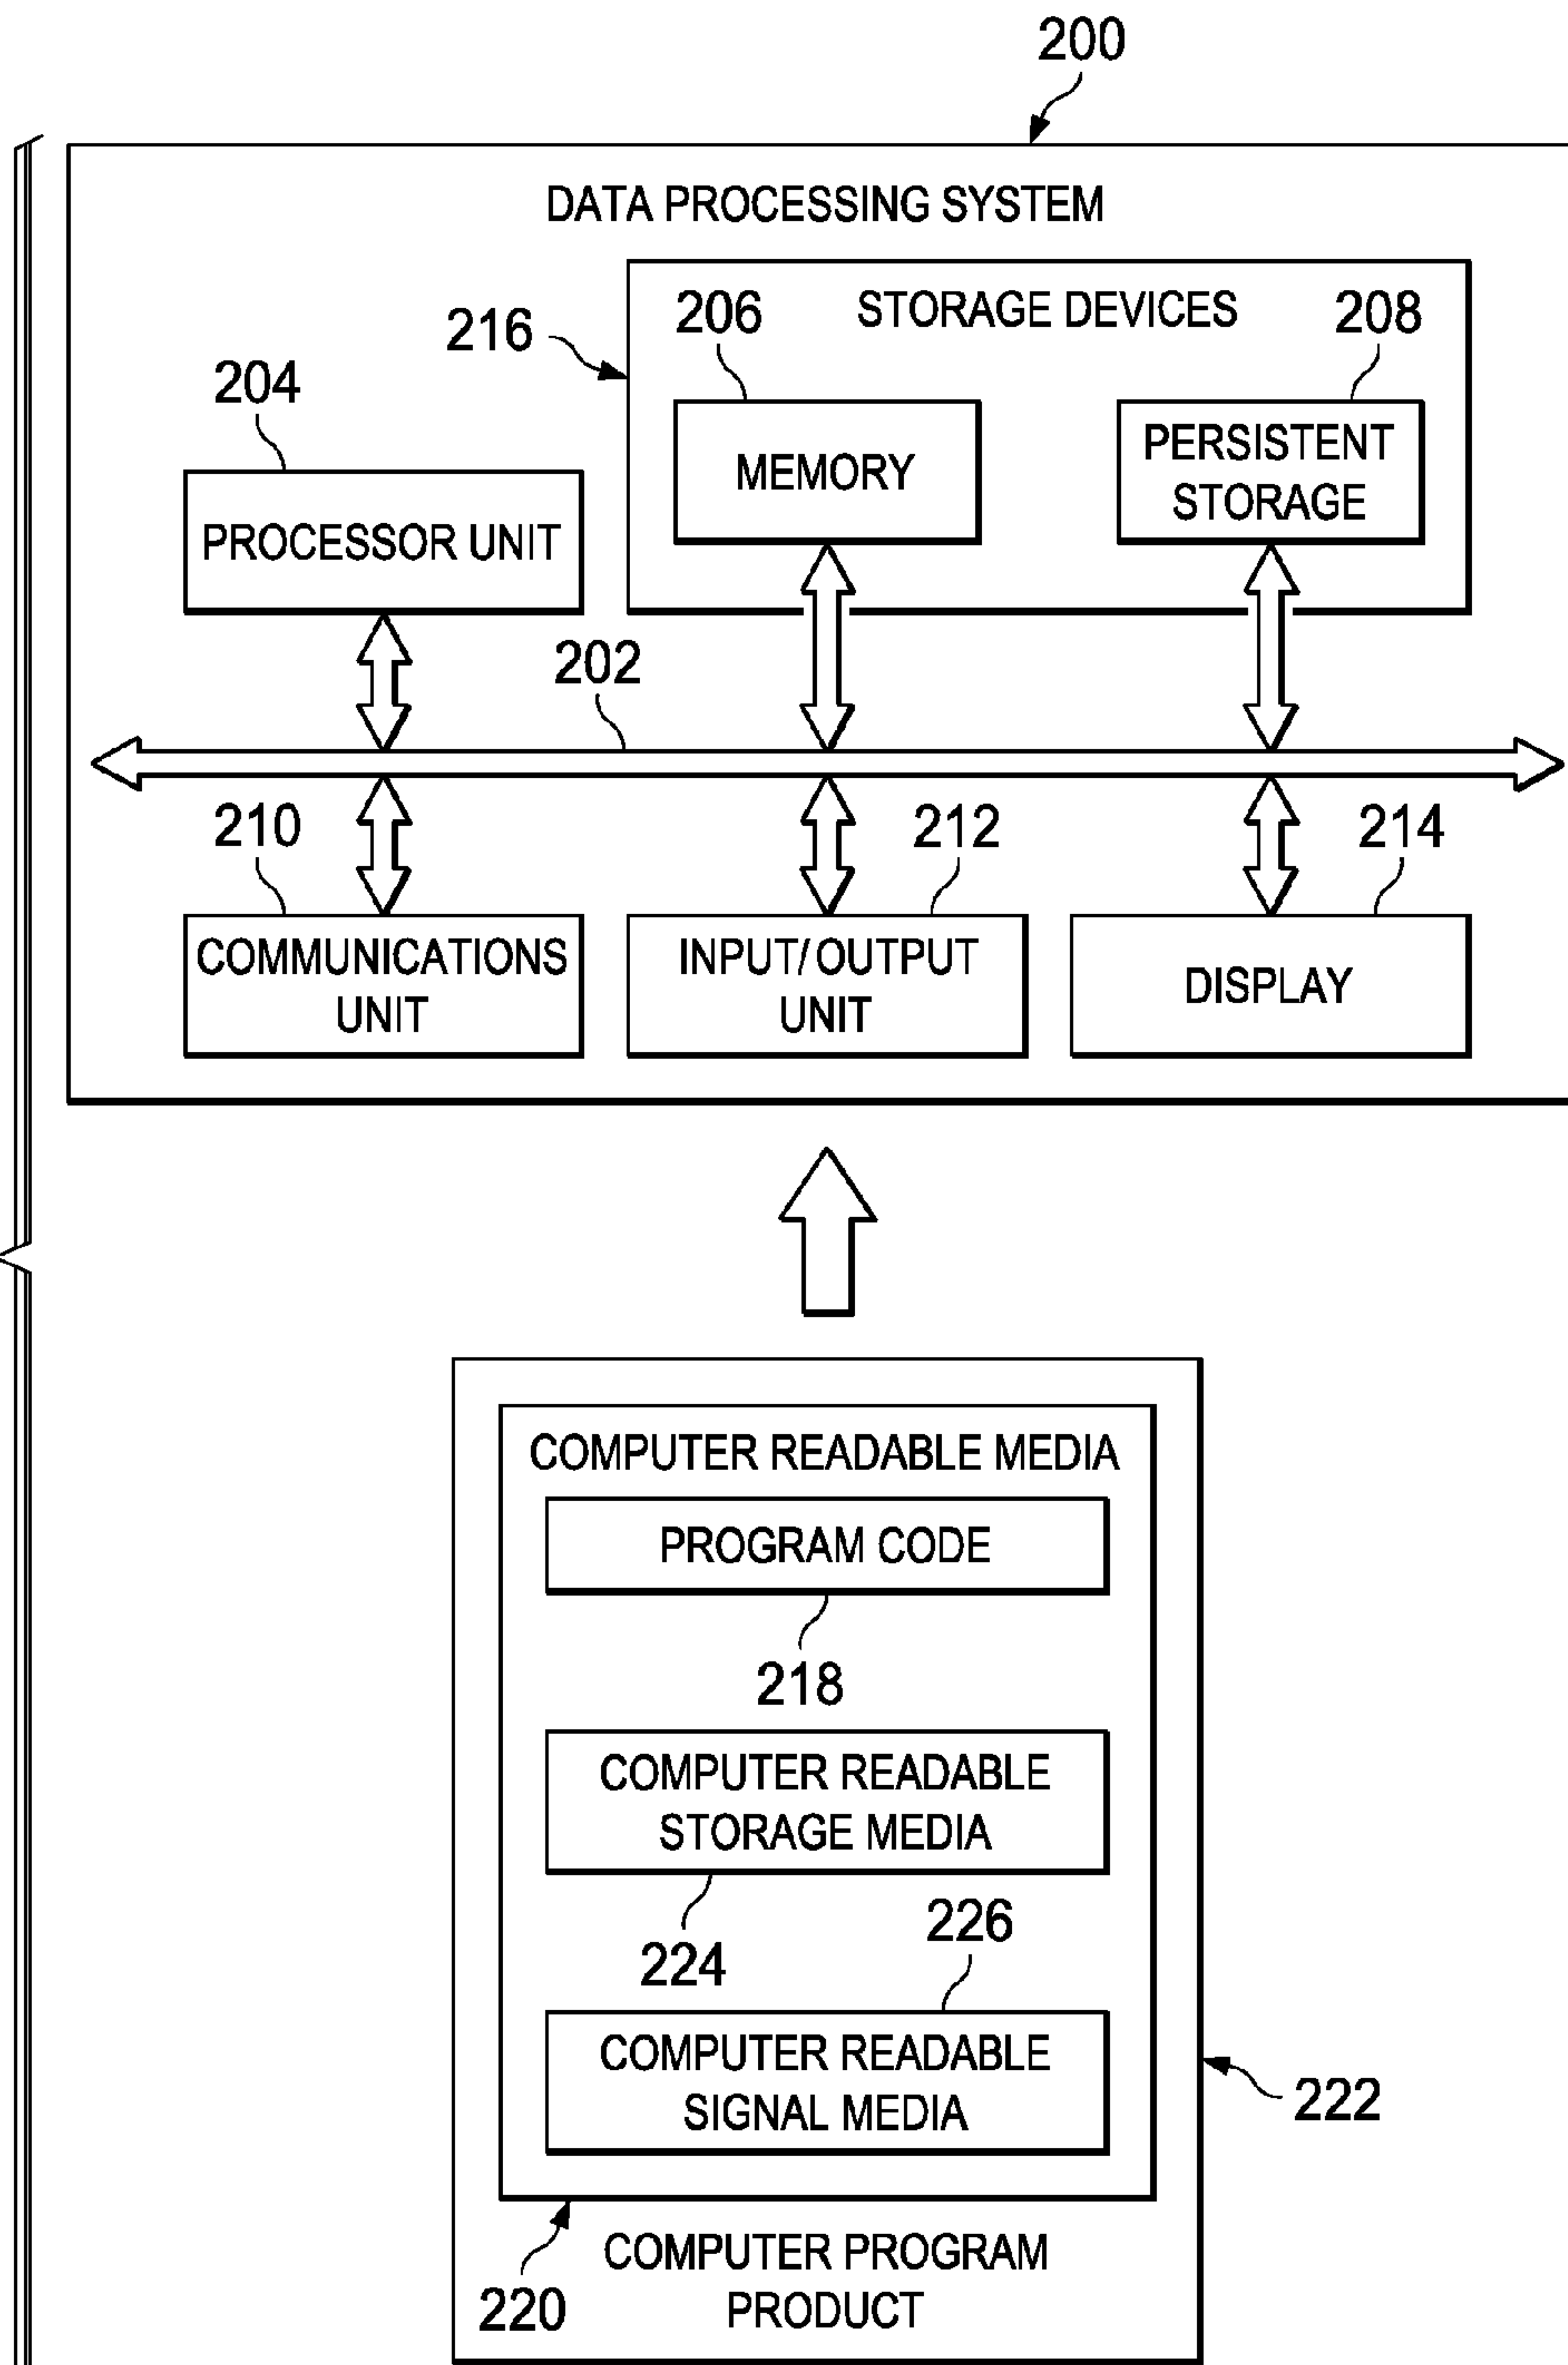 200
DATA PROCESSING SYSTEM
216
206
STORAGE DEVICES
208
204
MEMORY
PERSISTENT
STORAGE
PROCESSOR UNIT
202
210
212
214
COMMUNICATIONS
UNIT
INPUT/OUTPUT
UNIT
DISPLAY
COMPUTER READABLE MEDIA
PROGRAM CODE
218
COMPUTER READABLE
STORAGE MEDIA
224
226
COMPUTER READABLE
SIGNAL MEDIA
222
220
COMPUTER PROGRAM
PRODUCT